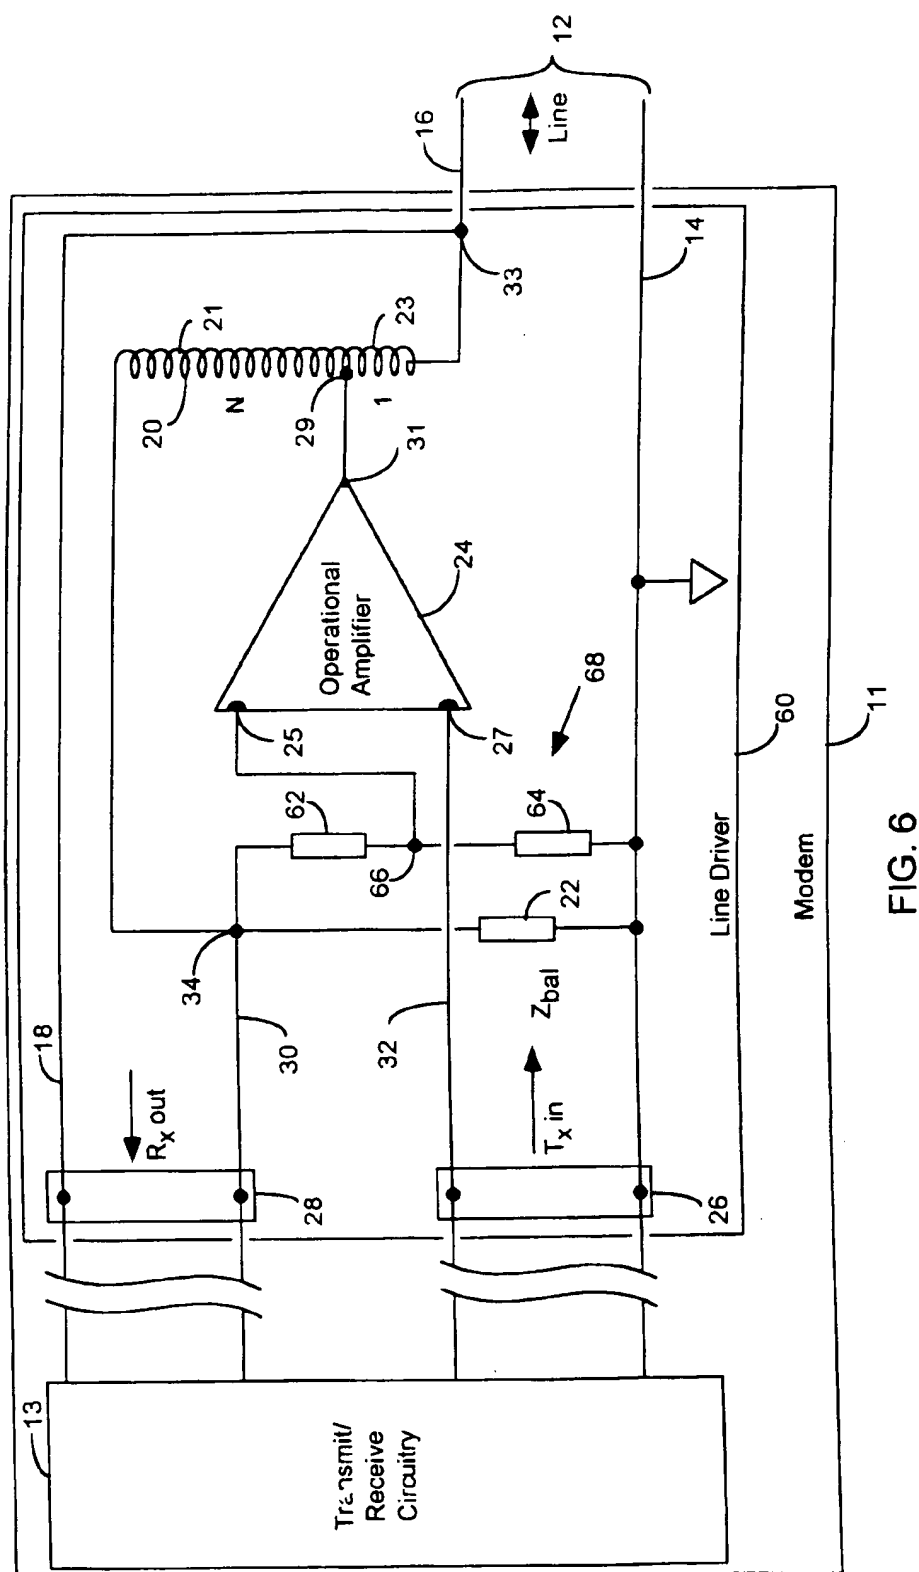 13
Transmit/
Receive
Circuitry
18
Rx out
28
30
34
32
Tx in
26
Zbal
22
66
62
64
68
25
27
Operational
Amplifier
24
31
29
20
21
N
23
1
33
16
12
Line
14
Line Driver
60
Modem
11
FIG. 6